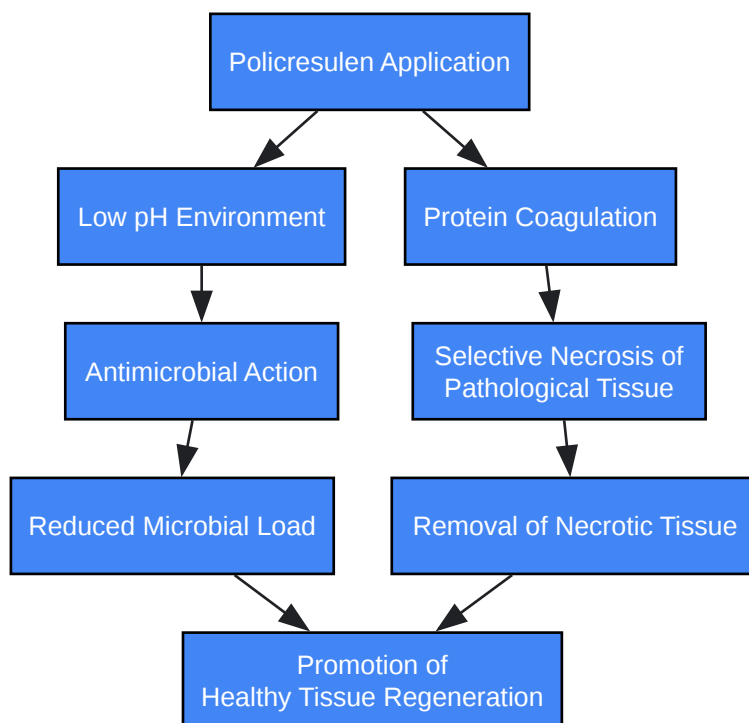 Policresulen Application
Low pH Environment
Protein Coagulation
Antimicrobial Action
Selective Necrosis of
Pathological Tissue
Reduced Microbial Load
Removal of Necrotic Tissue
Promotion of
Healthy Tissue Regeneration